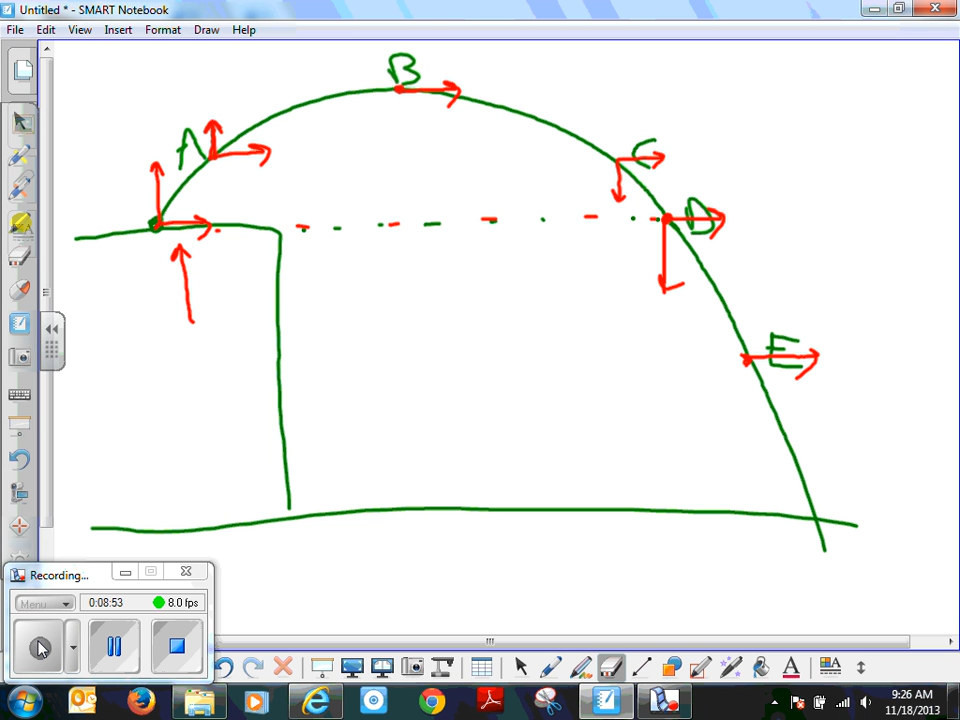 Untitled * - SMART Notebook
File Edit View Insert Format Draw Help
B
A
C
D
E
Recording...
Menu 0:08:53 8.0 fps
9:26 AM
11/18/2013